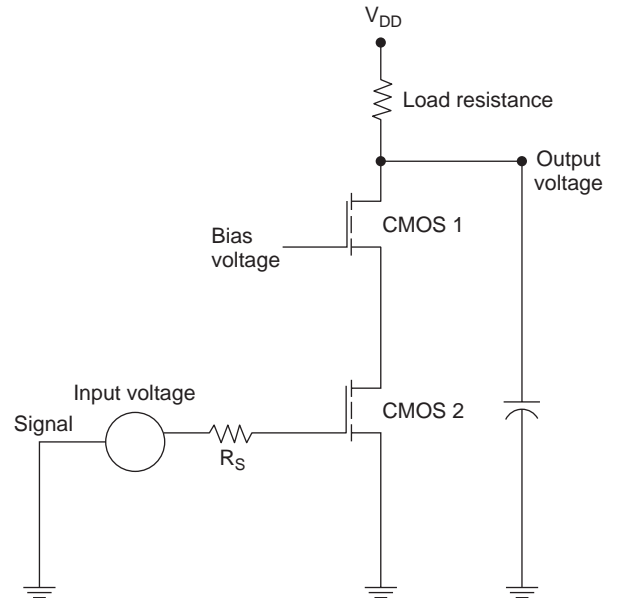 V_DD
Load resistance
Output
voltage
CMOS 1
Bias
voltage
Input voltage
CMOS 2
Signal
R_S